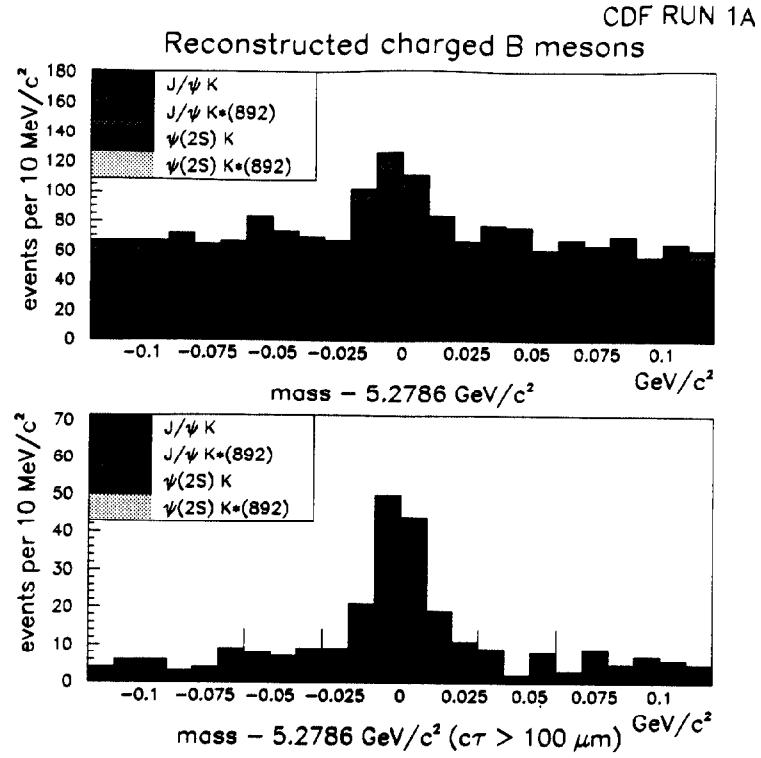 CDF RUN 1A
Reconstructed charged B mesons
events per 10 MeV/c²
180
160
140
120
100
80
60
40
20
0
J/ψ K
J/ψ K*(892)
ψ(2S) K
ψ(2S) K*(892)
-0.1 -0.075 -0.05 -0.025 0 0.025 0.05 0.075 0.1
GeV/c²
mass - 5.2786 GeV/c²
events per 10 MeV/c²
70
60
50
40
30
20
10
0
J/ψ K
J/ψ K*(892)
ψ(2S) K
ψ(2S) K*(892)
-0.1 -0.075 -0.05 -0.025 0 0.025 0.05 0.075 0.1
GeV/c²
mass - 5.2786 GeV/c² (cτ > 100 μm)